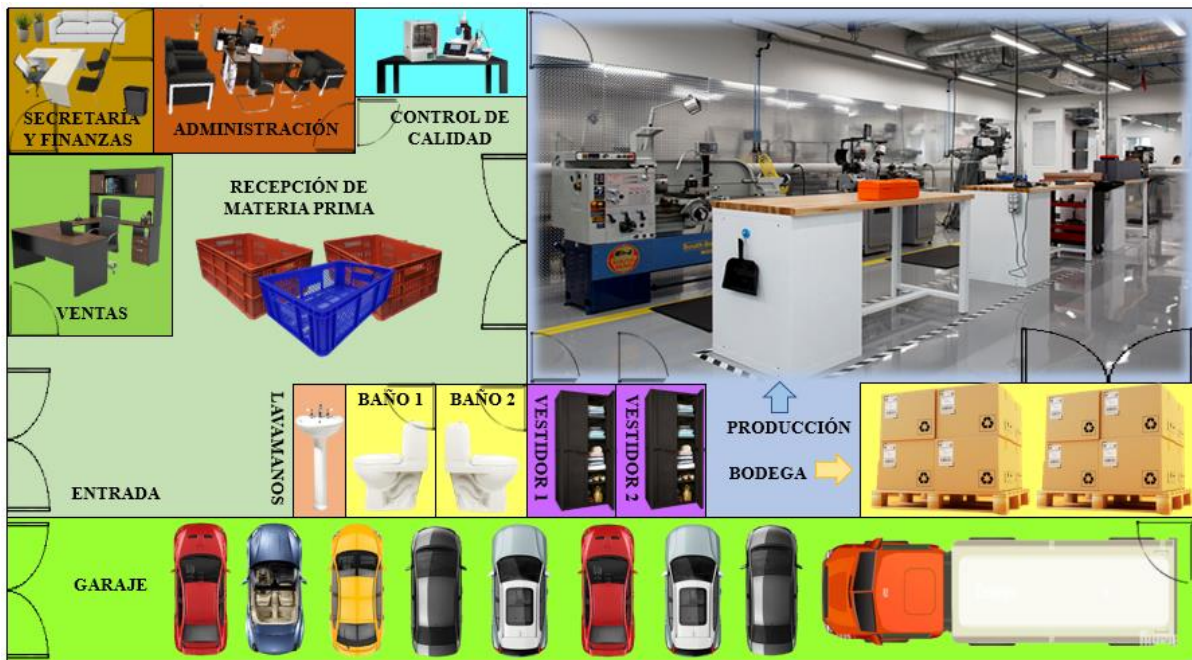 SECRETARÍA
Y FINANZAS
ADMINISTRACIÓN
CONTROL DE
CALIDAD
RECEPCIÓN DE
MATERIA PRIMA
VENTAS
LAVAMANOS
BAÑO 1
BAÑO 2
VESTIDOR 1
VESTIDOR 2
PRODUCCIÓN
BODEGA
ENTRADA
GARAJE